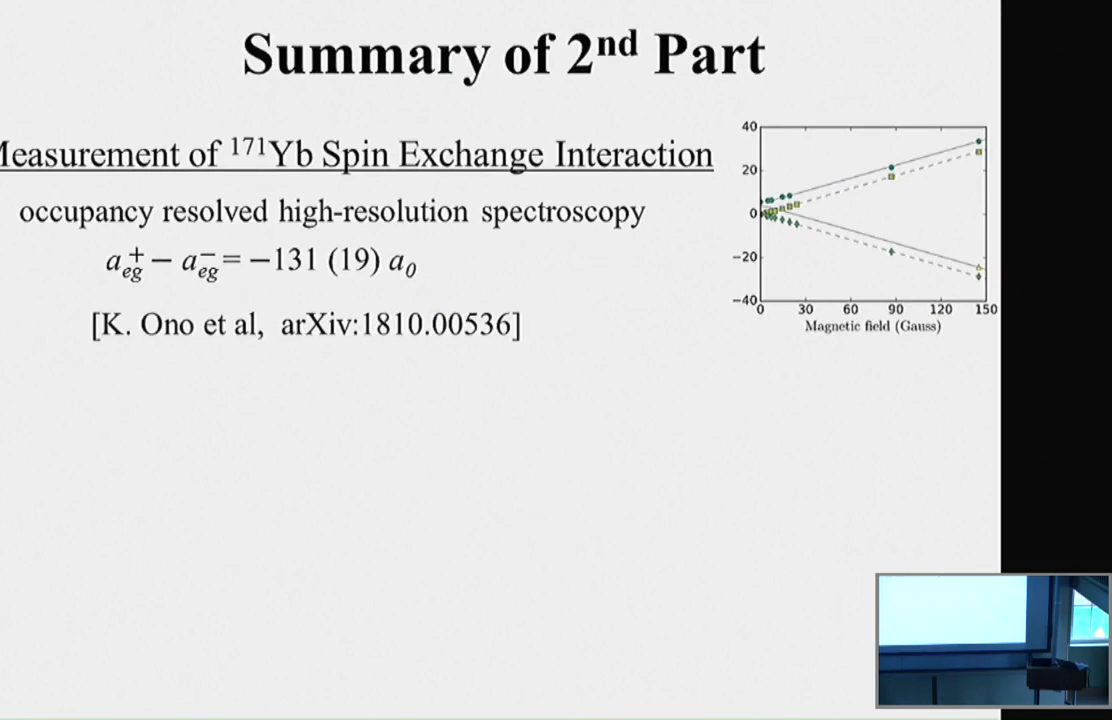 Summary of 2nd Part
Measurement of 171Yb Spin Exchange Interaction
occupancy resolved high-resolution spectroscopy
a+eg − a−eg = −131 (19) a0
[K. Ono et al, arXiv:1810.00536]
40
20
0
−20
−40
0 30 60 90 120 150
Magnetic field (Gauss)